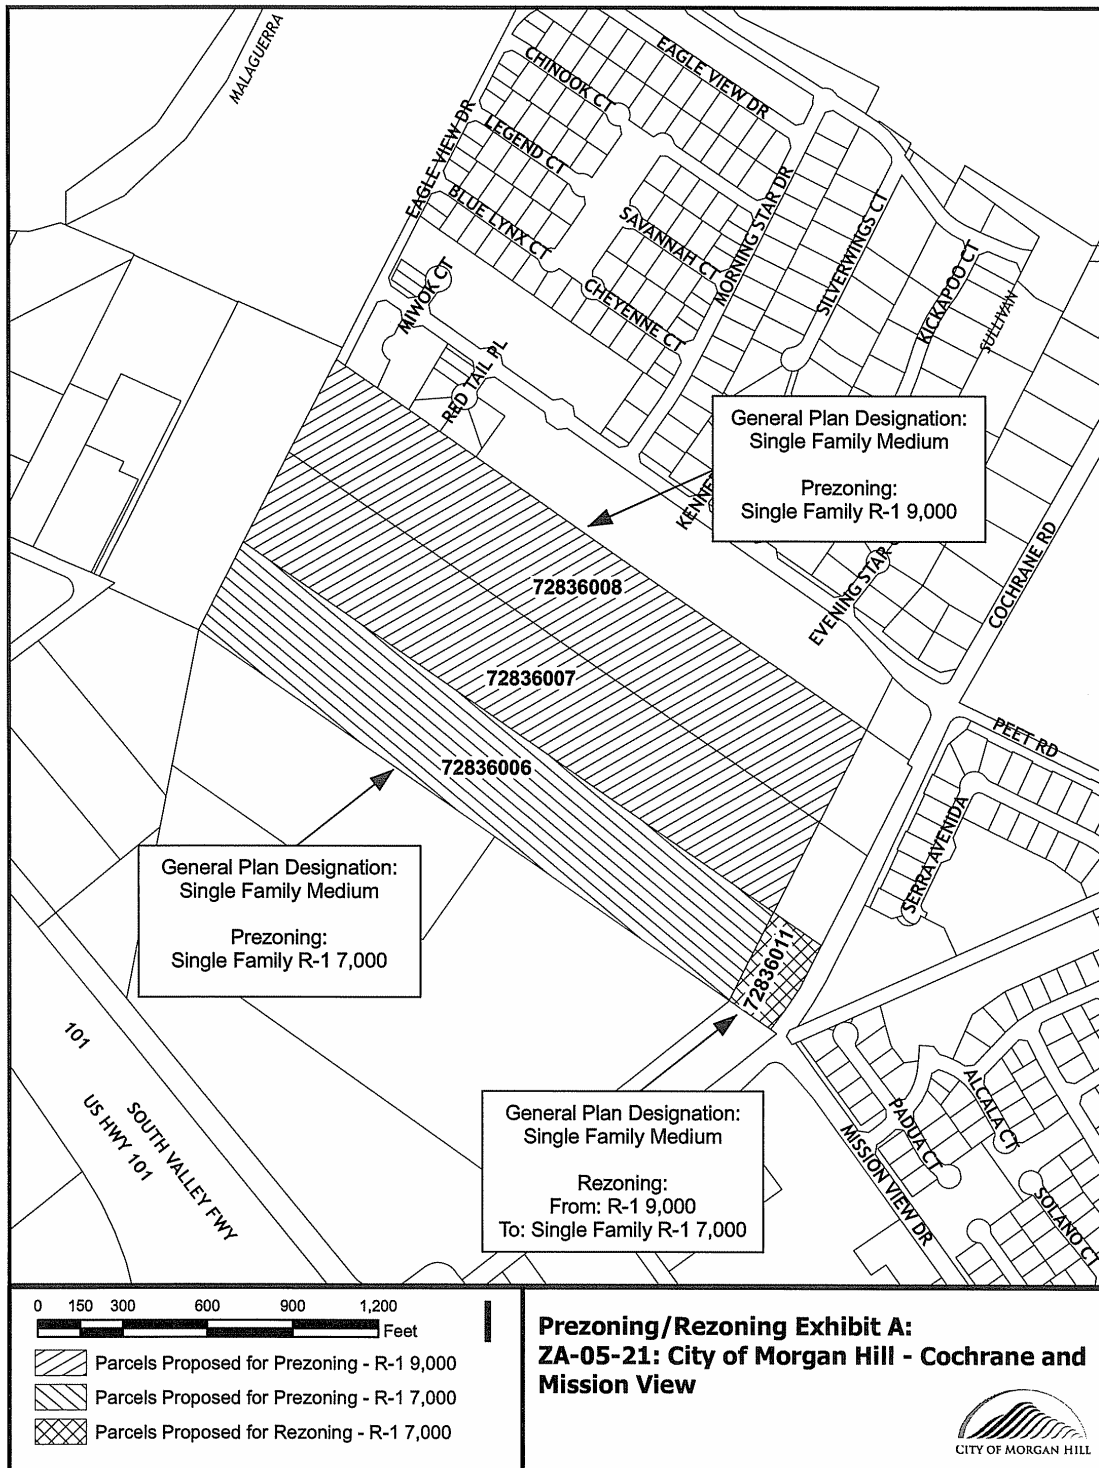 MALAGUERRA
EAGLE VIEW DR
CHINOOK CT
EAGLE VIEW DR
LEGEND CT
BLUE LYNX CT
SAVANNAH CT
MORNING STAR DR
SILVERWINGS CT
KICKAPOO CT
SULLIVAN
MIWOK CT
CHEYENNE CT
RED TAIL PL
General Plan Designation:
Single Family Medium
Prezoning:
Single Family R-1 9,000
KENNE
EVENING STAR
COCHRANE RD
72836008
72836007
72836006
PEET RD
SERRA AVENIDA
General Plan Designation:
Single Family Medium
Prezoning:
Single Family R-1 7,000
72836011
101
US HWY 101
SOUTH VALLEY FWY
General Plan Designation:
Single Family Medium
Rezoning:
From: R-1 9,000
To: Single Family R-1 7,000
MISSION VIEW DR
PADUA CT
ALCALA CT
SOLANO CT
0 150 300 600 900 1,200
Feet
Parcels Proposed for Prezoning - R-1 9,000
Parcels Proposed for Prezoning - R-1 7,000
Parcels Proposed for Rezoning - R-1 7,000
Prezoning/Rezoning Exhibit A:
ZA-05-21: City of Morgan Hill - Cochrane and
Mission View
CITY OF MORGAN HILL